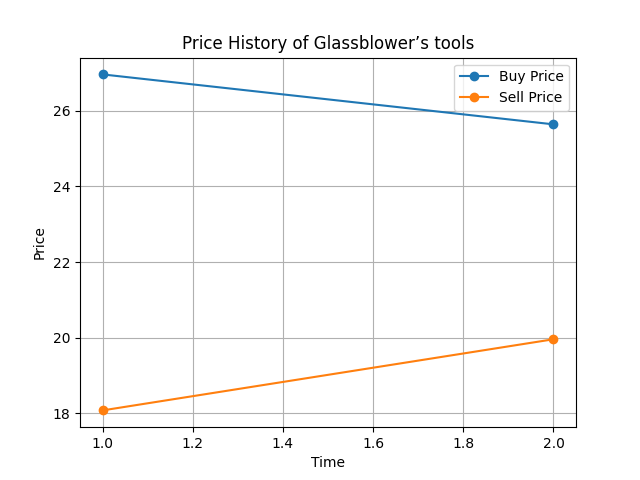 Price History of Glassblower’s tools
Buy Price
Sell Price
Price
26
24
22
20
18
1.0 1.2 1.4 1.6 1.8 2.0
Time